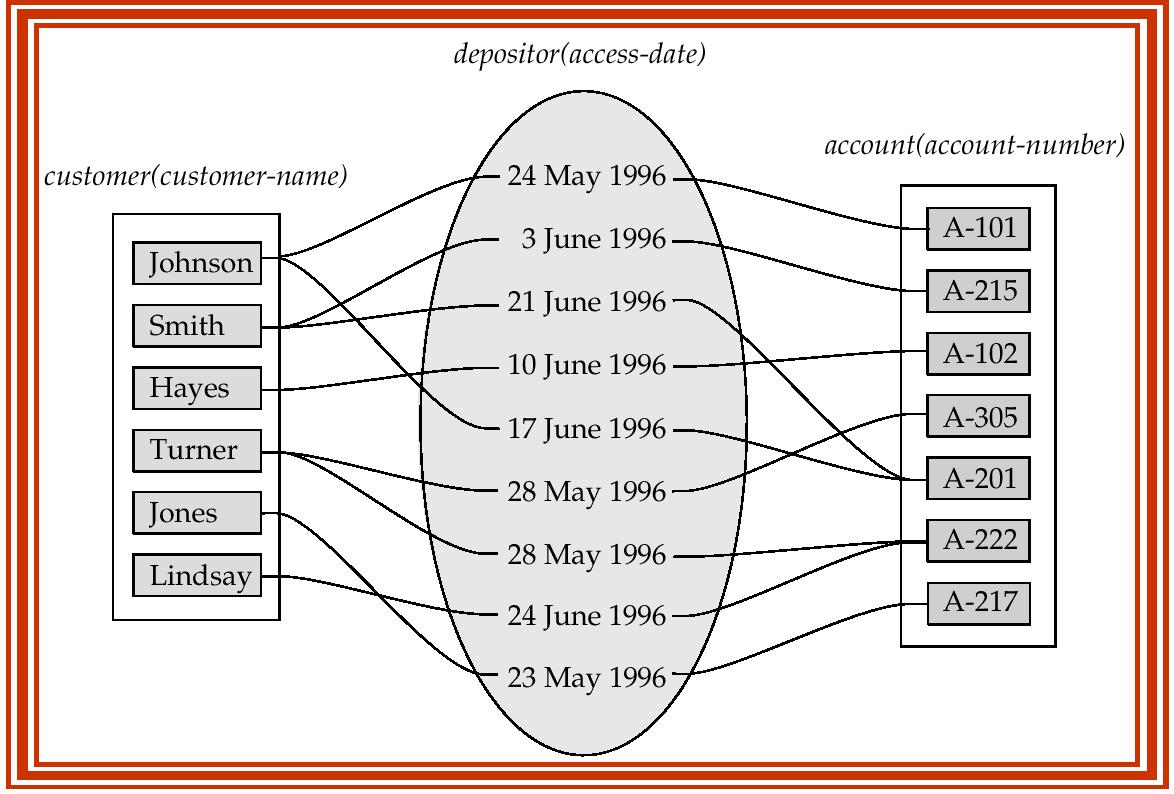 depositor(access-date)
customer(customer-name)
account(account-number)
Johnson
Smith
Hayes
Turner
Jones
Lindsay
24 May 1996
3 June 1996
21 June 1996
10 June 1996
17 June 1996
28 May 1996
28 May 1996
24 June 1996
23 May 1996
A-101
A-215
A-102
A-305
A-201
A-222
A-217